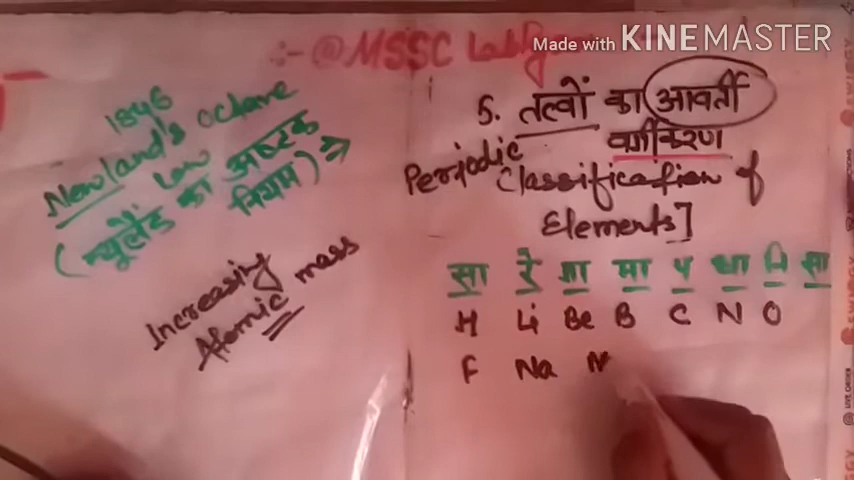 Made with KINEMASTER
:- @MSSC
1846
Newland's octave
Law
(न्यूलैंड का अष्टक
नियम) ⇒
Increasing
Atomic mass
5. तत्वों का आवर्ती
वर्गीकरण
Periodic
Classification of
Elements]
सा रे गा मा प धा नि सा
H Li Be B C N O
F Na